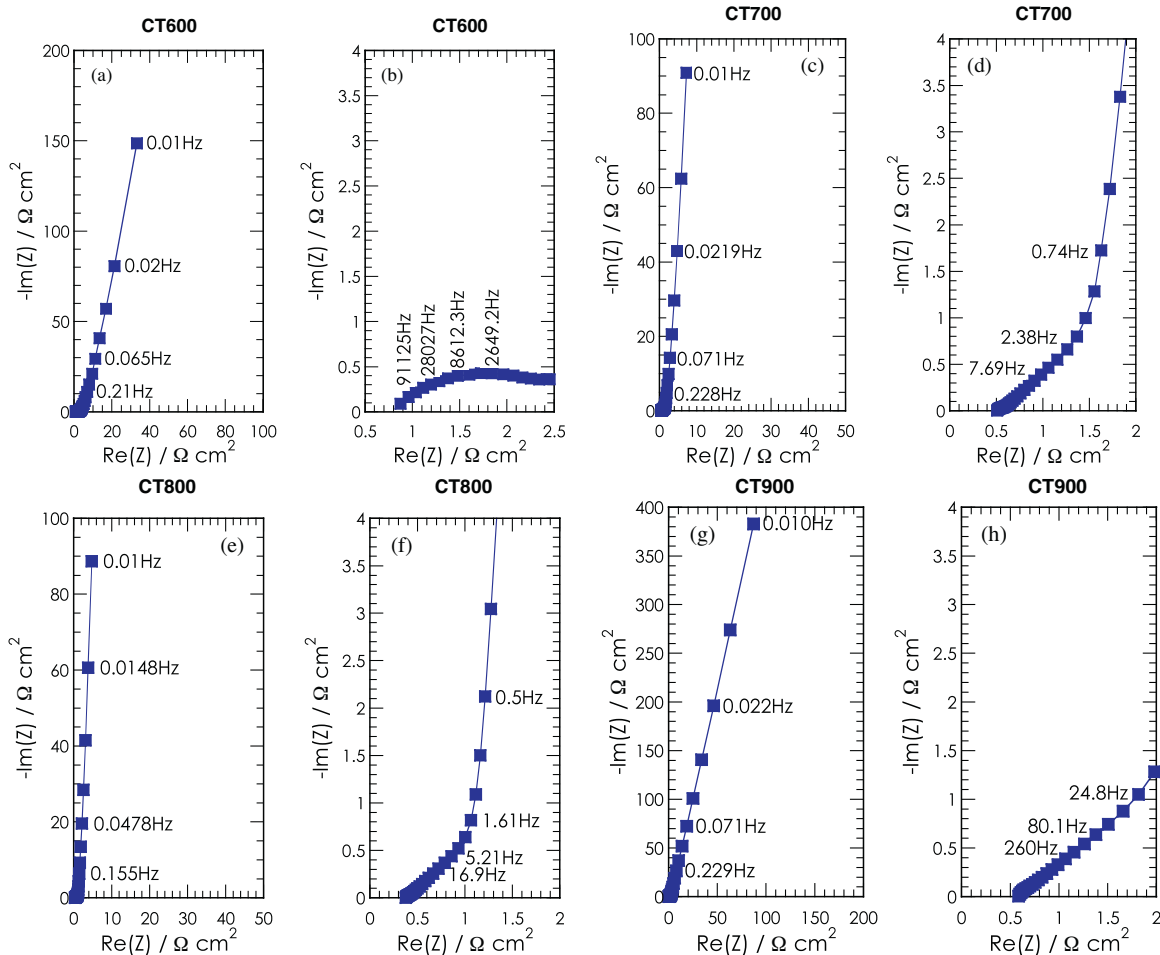 CT600
(a)
200
150
100
50
0
0 20 40 60 80 100
-Im(Z) / Ω cm²
Re(Z) / Ω cm²
0.01Hz
0.02Hz
0.065Hz
0.21Hz
CT600
(b)
4
3.5
3
2.5
2
1.5
1
0.5
0
0.5 1 1.5 2 2.5
-Im(Z) / Ω cm²
Re(Z) / Ω cm²
91125Hz
28027Hz
8612.3Hz
2649.2Hz
CT700
(c)
100
80
60
40
20
0
0 10 20 30 40 50
-Im(Z) / Ω cm²
Re(Z) / Ω cm²
0.01Hz
0.0219Hz
0.071Hz
0.228Hz
CT700
(d)
4
3.5
3
2.5
2
1.5
1
0.5
0
0 0.5 1 1.5 2
-Im(Z) / Ω cm²
Re(Z) / Ω cm²
0.74Hz
2.38Hz
7.69Hz
CT800
(e)
100
80
60
40
20
0
0 10 20 30 40 50
-Im(Z) / Ω cm²
Re(Z) / Ω cm²
0.01Hz
0.0148Hz
0.0478Hz
0.155Hz
CT800
(f)
4
3.5
3
2.5
2
1.5
1
0.5
0
0 0.5 1 1.5 2
-Im(Z) / Ω cm²
Re(Z) / Ω cm²
0.5Hz
1.61Hz
5.21Hz
16.9Hz
CT900
(g)
400
350
300
250
200
150
100
50
0
0 50 100 150 200
-Im(Z) / Ω cm²
Re(Z) / Ω cm²
0.010Hz
0.022Hz
0.071Hz
0.229Hz
CT900
(h)
4
3.5
3
2.5
2
1.5
1
0.5
0
0 0.5 1 1.5 2
-Im(Z) / Ω cm²
Re(Z) / Ω cm²
24.8Hz
80.1Hz
260Hz